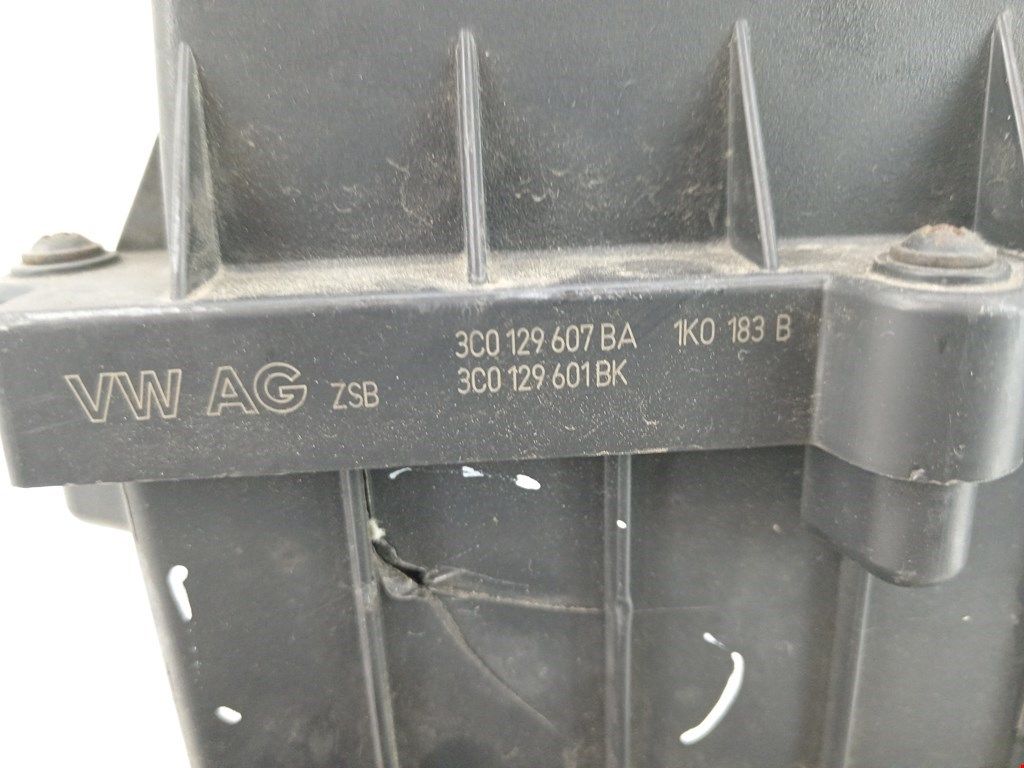 3C0 129 607 BA 1K0 183 B
VW AG ZSB 3C0 129 601 BK